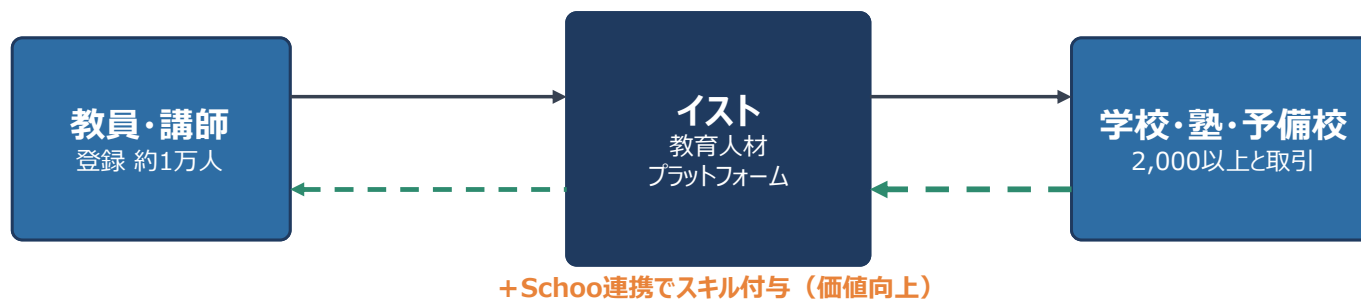 教員・講師
登録 約1万人
イスト
教育人材
プラットフォーム
学校・塾・予備校
2,000以上と取引
+Schoo連携でスキル付与（価値向上）